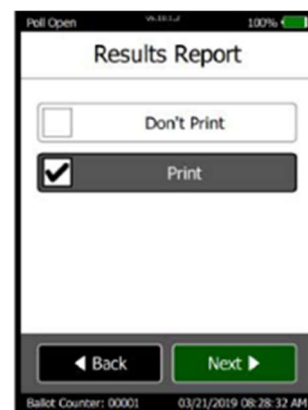 Poll Open 100%
Results Report
Don't Print
Print
◀ Back Next ▶
Ballot Counter: 00001 03/21/2019 08:28:32 AM